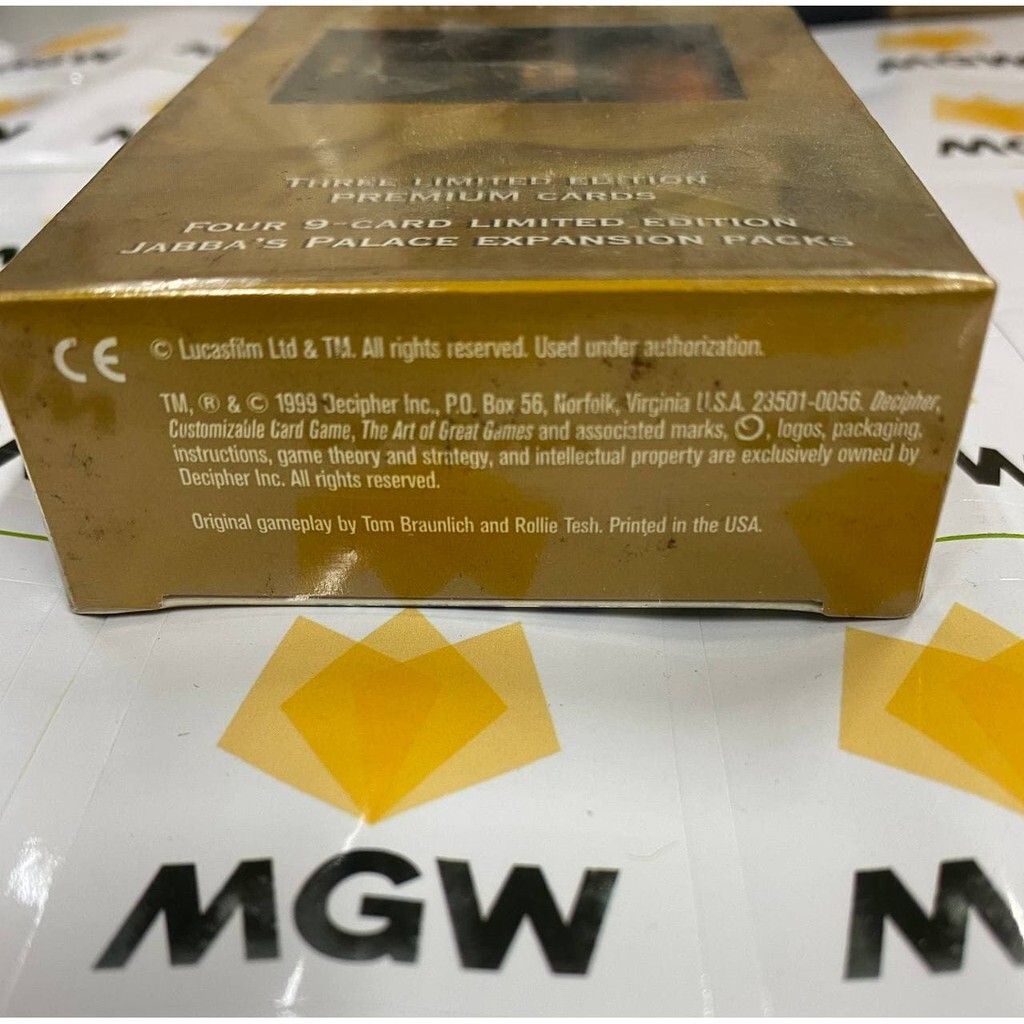 THREE LIMITED EDITION
PREMIUM CARDS
FOUR 9-CARD LIMITED EDITION
JABBA'S PALACE EXPANSION PACKS
CE © Lucasfilm Ltd & TM. All rights reserved. Used under authorization.
TM, ® & © 1999 Decipher Inc., P.O. Box 56, Norfolk, Virginia U.S.A. 23501-0056. Decipher,
Customizable Card Game, The Art of Great Games and associated marks, , logos, packaging,
instructions, game theory and strategy, and intellectual property are exclusively owned by
Decipher Inc. All rights reserved.
Original gameplay by Tom Braunlich and Rollie Tesh. Printed in the USA.
MGW
MGW
MGW
MGW